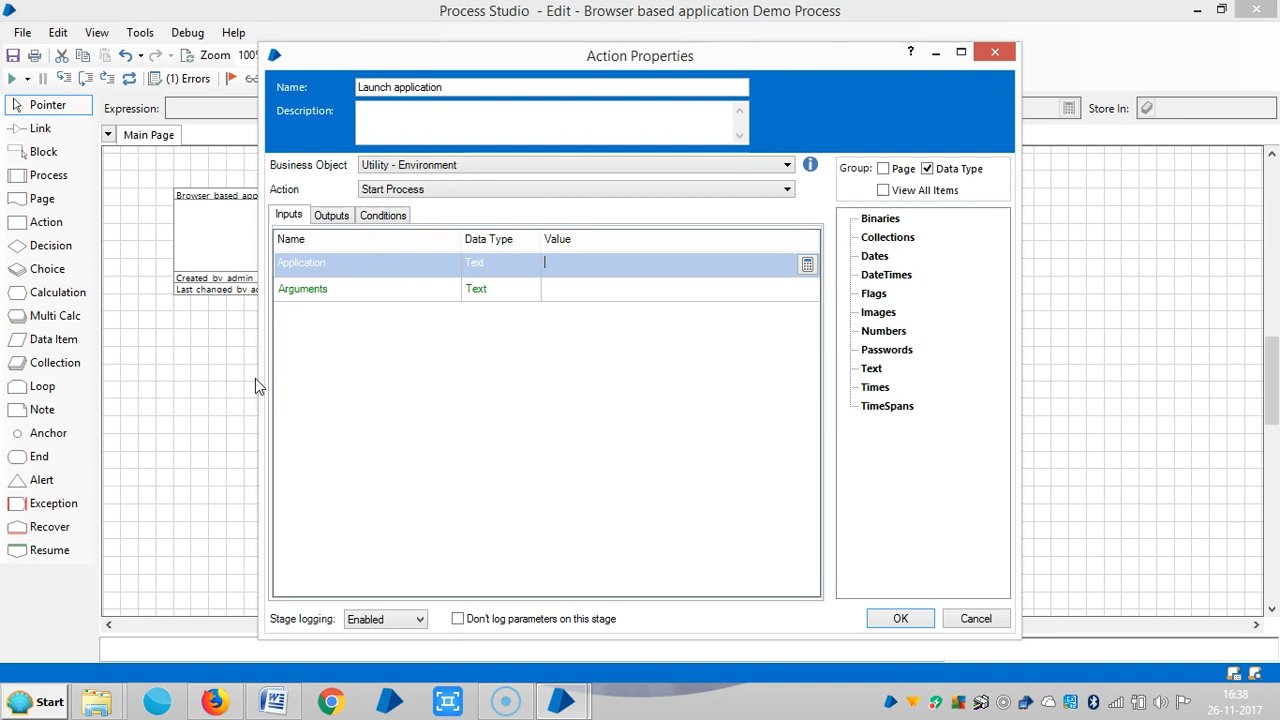 Process Studio - Edit - Browser based application Demo Process
File Edit View Tools Debug Help
Zoom 100%
(1) Errors
Expression:
Store In:
Pointer
Link
Block
Process
Page
Action
Decision
Choice
Calculation
Multi Calc
Data Item
Collection
Loop
Note
Anchor
End
Alert
Exception
Recover
Resume
Main Page
Browser based app
Created by admin
Last changed by ad
Action Properties
?
Name: Launch application
Description:
Business Object Utility - Environment
Action Start Process
Group: Page Data Type
View All Items
Inputs Outputs Conditions
Name Data Type Value
Application Text
Arguments Text
Binaries
Collections
Dates
DateTimes
Flags
Images
Numbers
Passwords
Text
Times
TimeSpans
Stage logging: Enabled Don't log parameters on this stage
OK Cancel
Start
16:38
26-11-2017